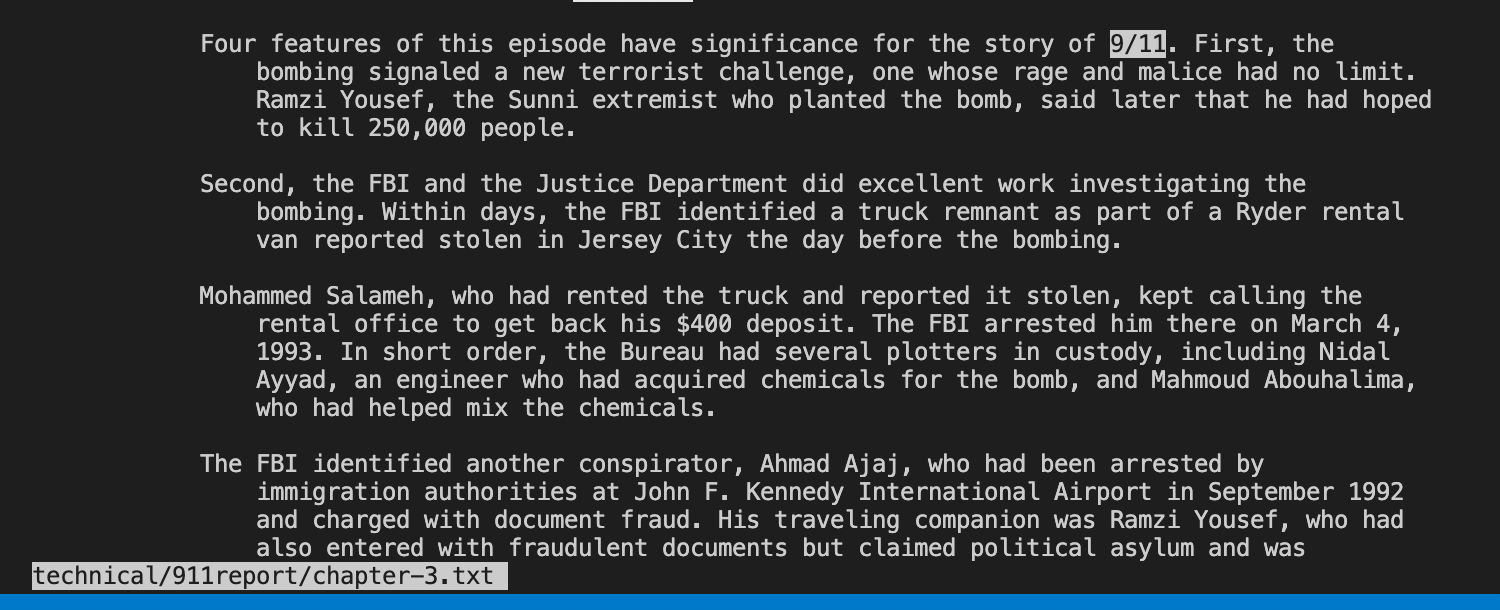 Four features of this episode have significance for the story of 9/11. First, the
bombing signaled a new terrorist challenge, one whose rage and malice had no limit.
Ramzi Yousef, the Sunni extremist who planted the bomb, said later that he had hoped
to kill 250,000 people.
Second, the FBI and the Justice Department did excellent work investigating the
bombing. Within days, the FBI identified a truck remnant as part of a Ryder rental
van reported stolen in Jersey City the day before the bombing.
Mohammed Salameh, who had rented the truck and reported it stolen, kept calling the
rental office to get back his $400 deposit. The FBI arrested him there on March 4,
1993. In short order, the Bureau had several plotters in custody, including Nidal
Ayyad, an engineer who had acquired chemicals for the bomb, and Mahmoud Abouhalima,
who had helped mix the chemicals.
The FBI identified another conspirator, Ahmad Ajaj, who had been arrested by
immigration authorities at John F. Kennedy International Airport in September 1992
and charged with document fraud. His traveling companion was Ramzi Yousef, who had
also entered with fraudulent documents but claimed political asylum and was
technical/911report/chapter-3.txt